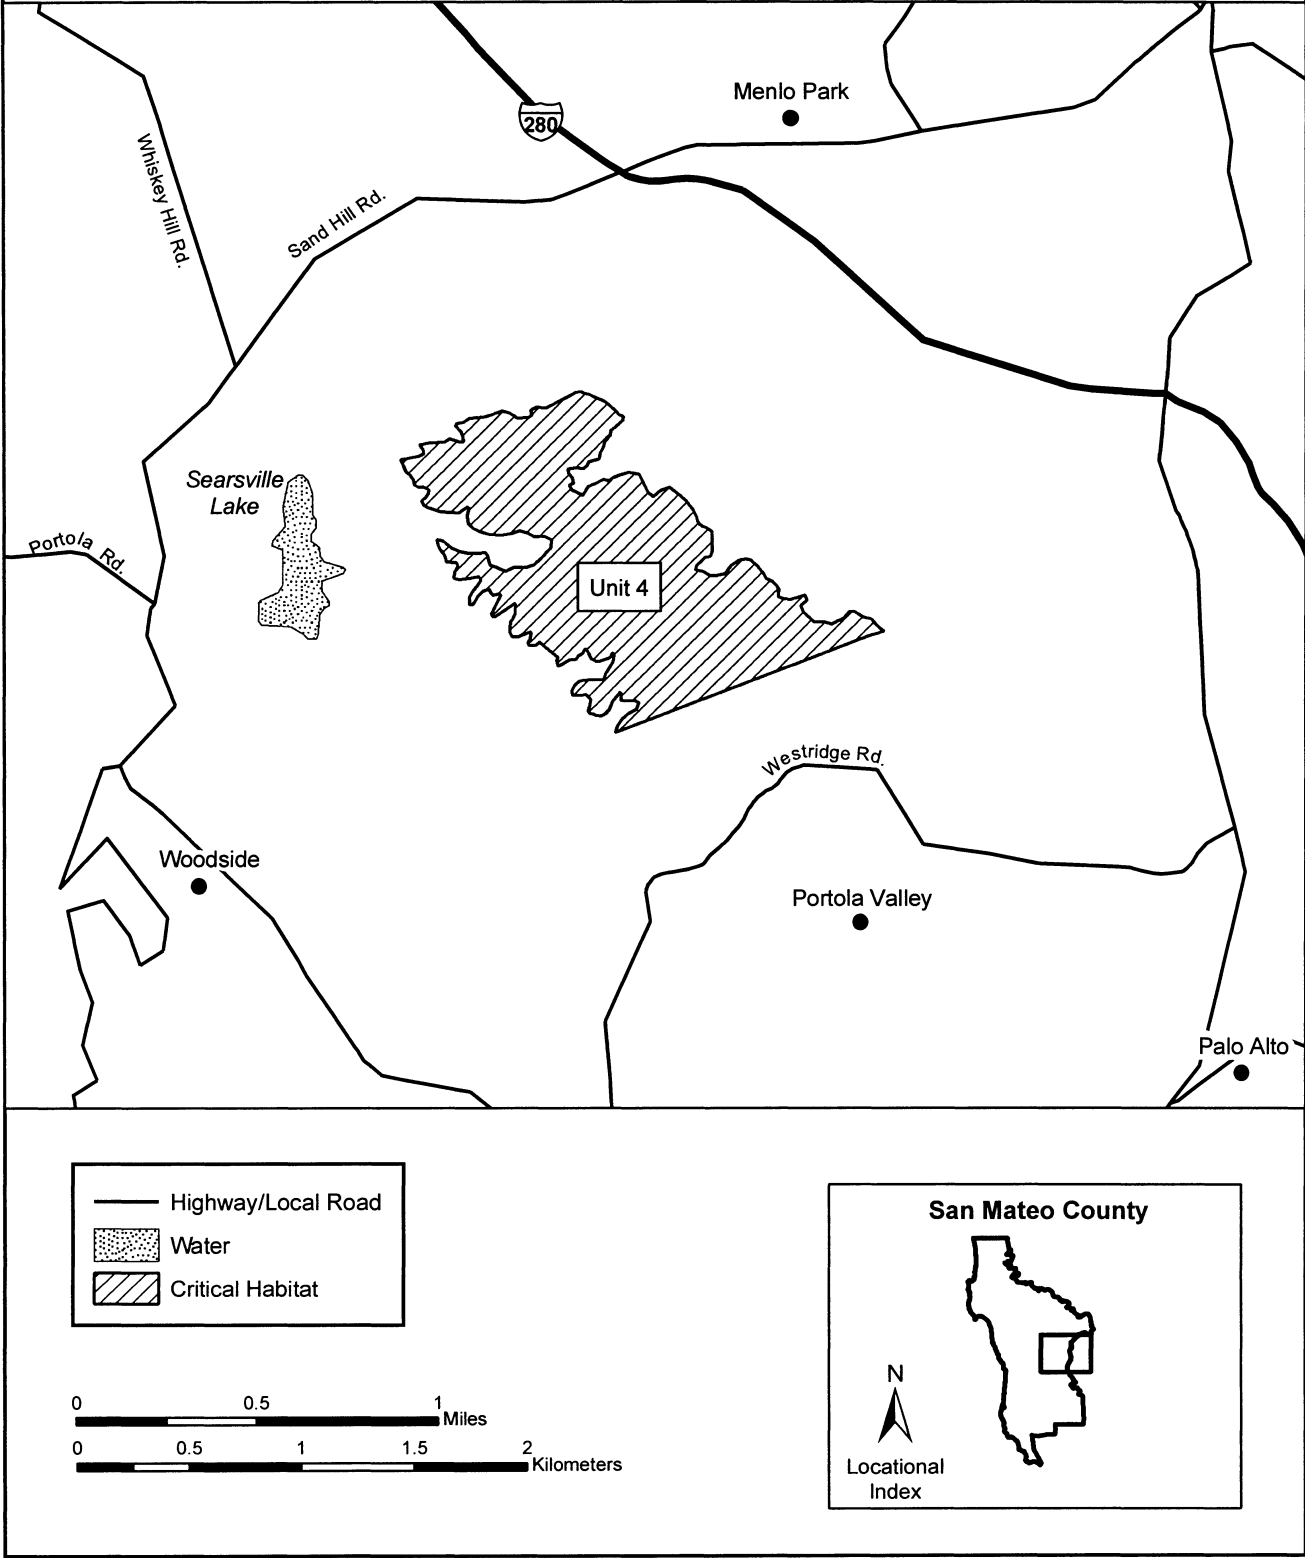 Menlo Park
280
Whiskey Hill Rd.
Sand Hill Rd.
Searsville
Lake
Portola Rd.
Unit 4
Westridge Rd.
Woodside
Portola Valley
Palo Alto
Highway/Local Road
Water
Critical Habitat
San Mateo County
N
Locational
Index
0 0.5 1
Miles
0 0.5 1 1.5 2
Kilometers